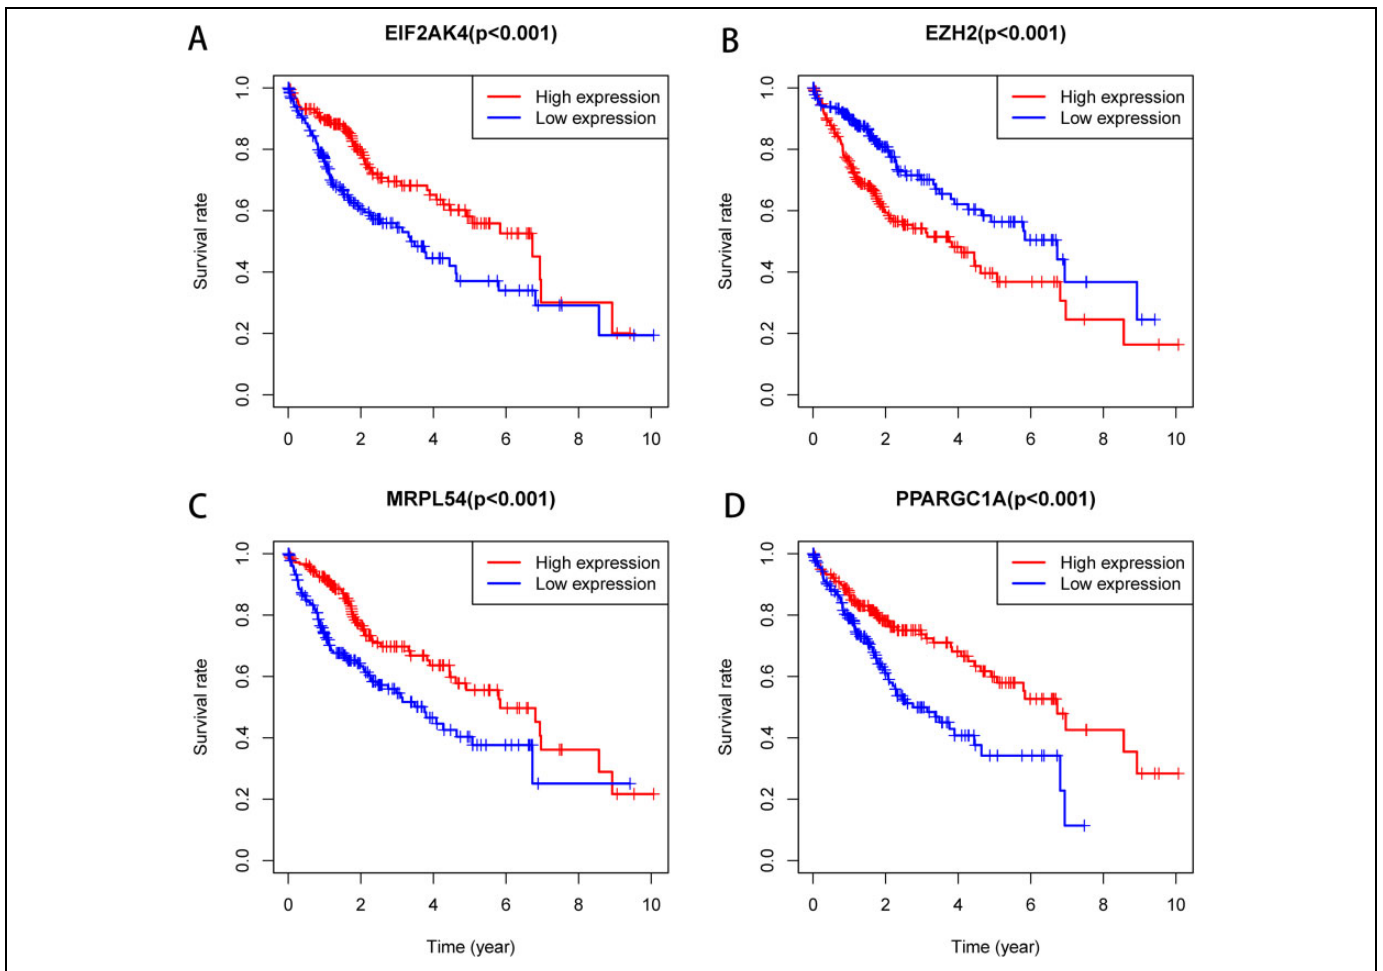 A
EIF2AK4(p<0.001)
High expression
Low expression
Survival rate
0.0 0.2 0.4 0.6 0.8 1.0
0 2 4 6 8 10
B
EZH2(p<0.001)
High expression
Low expression
Survival rate
0.0 0.2 0.4 0.6 0.8 1.0
0 2 4 6 8 10
C
MRPL54(p<0.001)
High expression
Low expression
Survival rate
0.0 0.2 0.4 0.6 0.8 1.0
0 2 4 6 8 10
Time (year)
D
PPARGC1A(p<0.001)
High expression
Low expression
Survival rate
0.0 0.2 0.4 0.6 0.8 1.0
0 2 4 6 8 10
Time (year)